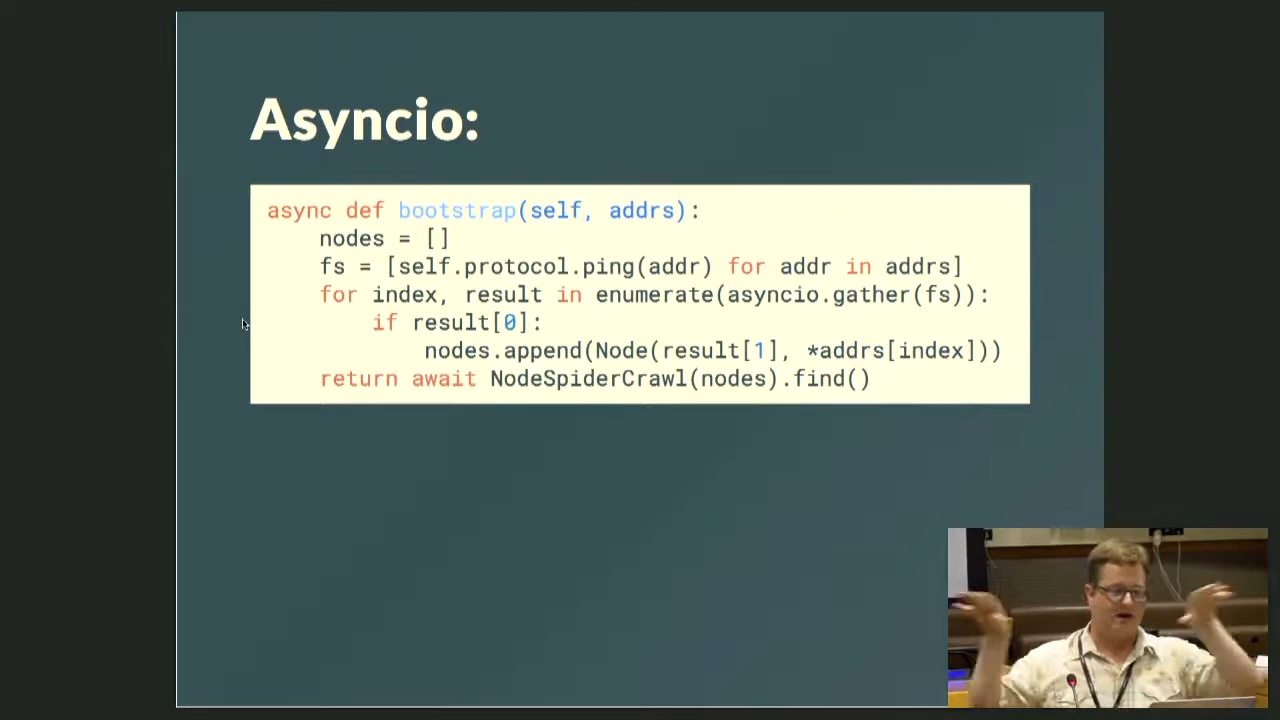 Asyncio:
async def bootstrap(self, addrs):
    nodes = []
    fs = [self.protocol.ping(addr) for addr in addrs]
    for index, result in enumerate(asyncio.gather(fs)):
        if result[0]:
            nodes.append(Node(result[1], *addrs[index]))
    return await NodeSpiderCrawl(nodes).find()